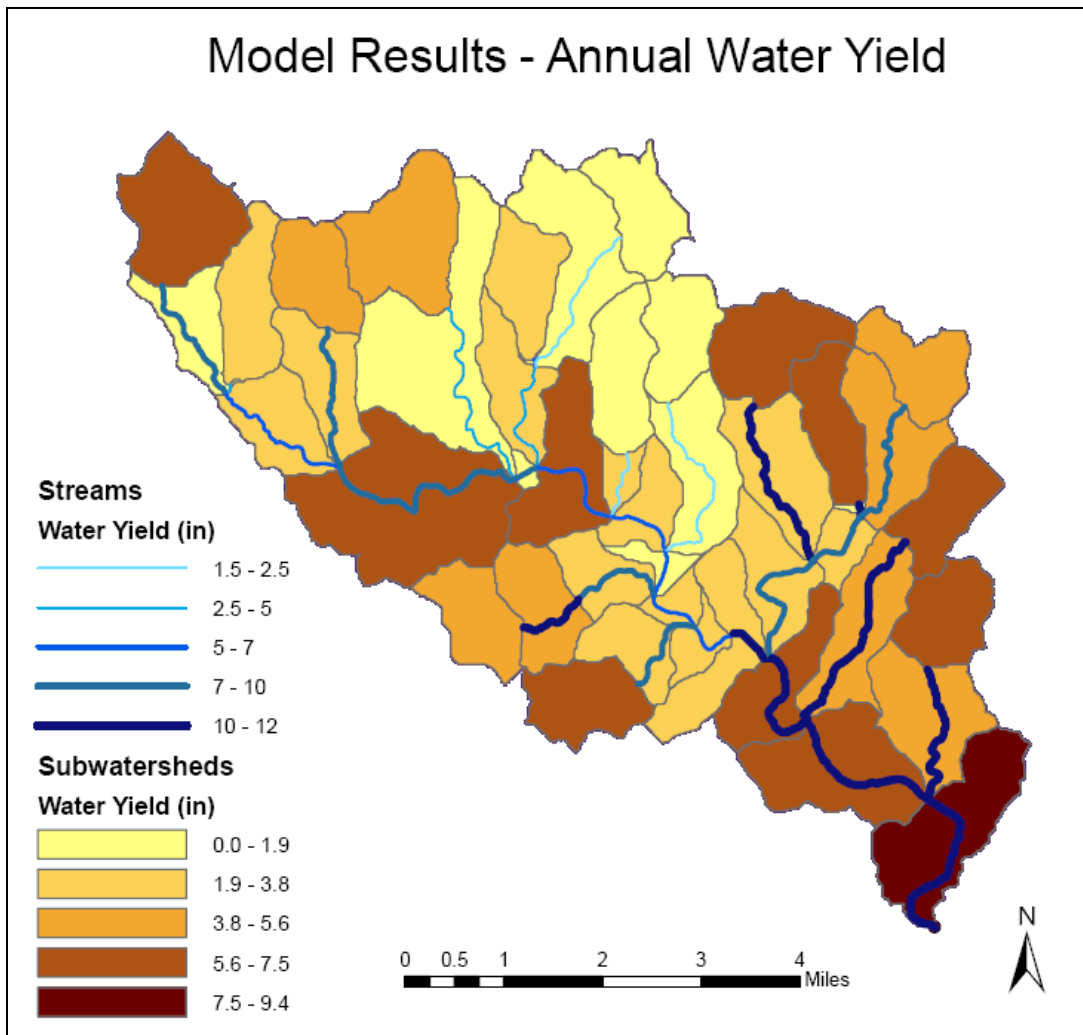 Model Results - Annual Water Yield
Streams
Water Yield (in)
1.5 - 2.5
2.5 - 5
5 - 7
7 - 10
10 - 12
Subwatersheds
Water Yield (in)
0.0 - 1.9
1.9 - 3.8
3.8 - 5.6
5.6 - 7.5
7.5 - 9.4
0 0.5 1 2 3 4
Miles
N